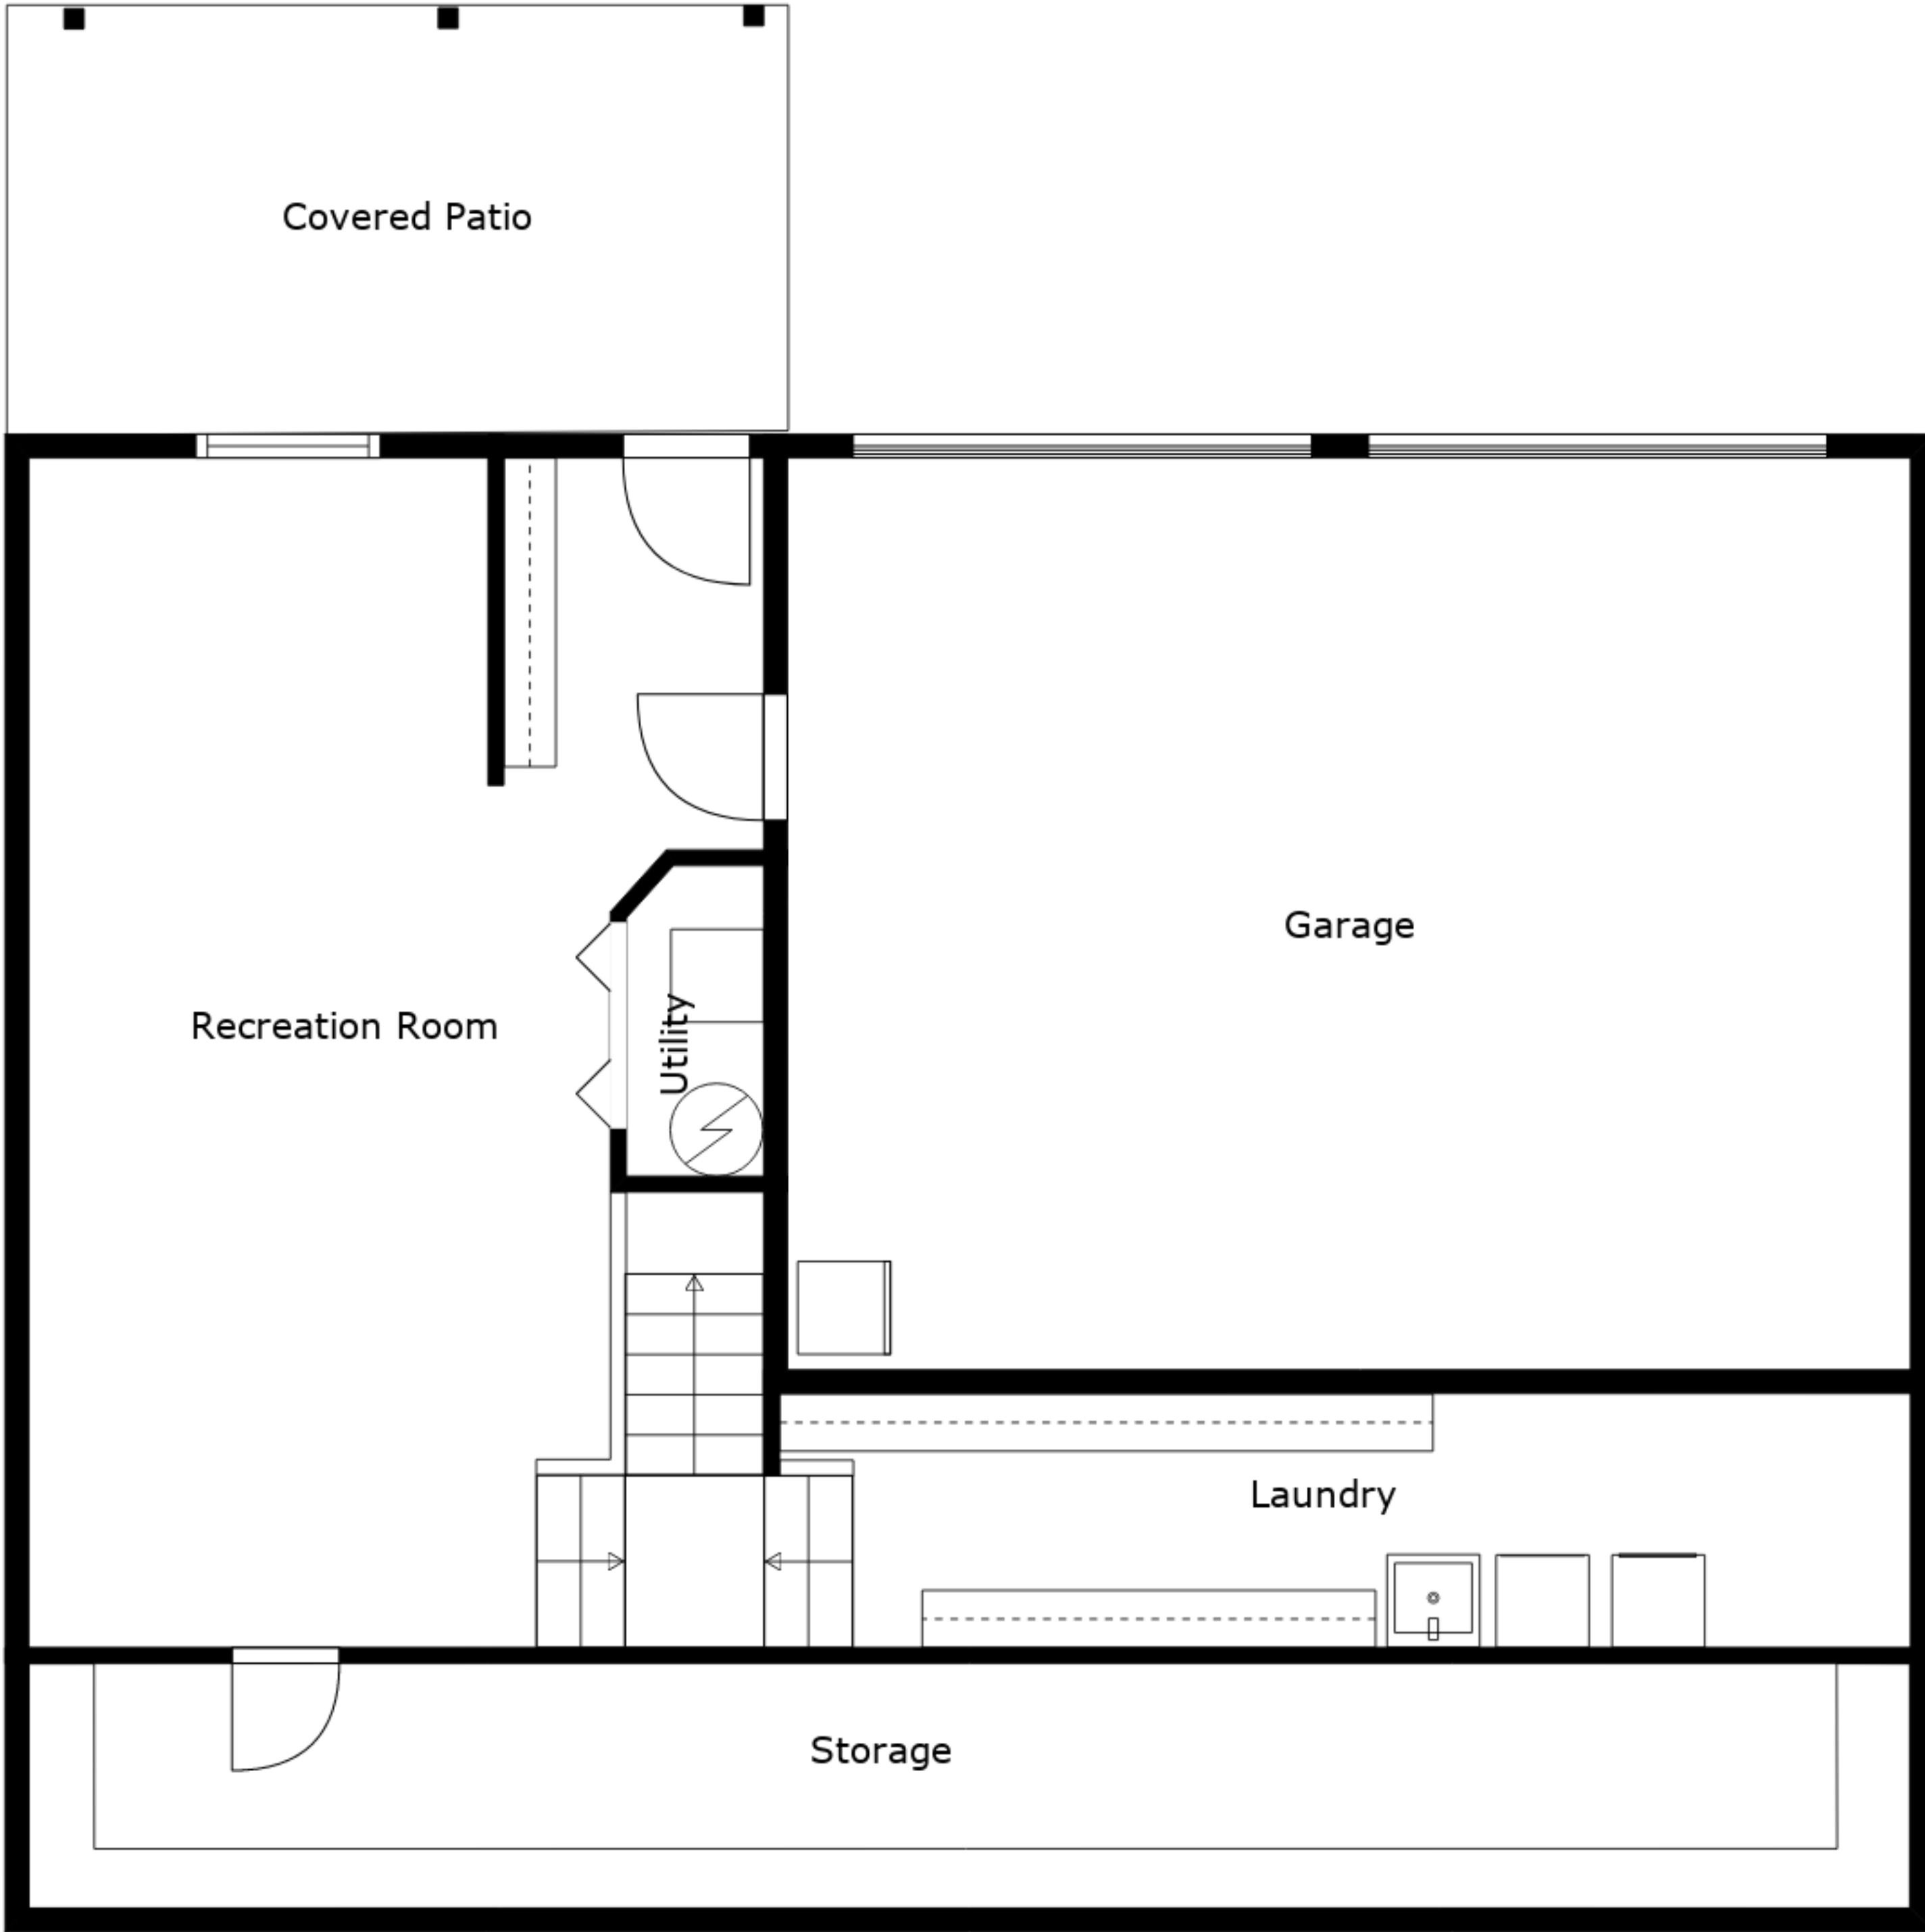 Covered Patio
Garage
Recreation Room
Utility
Laundry
Storage